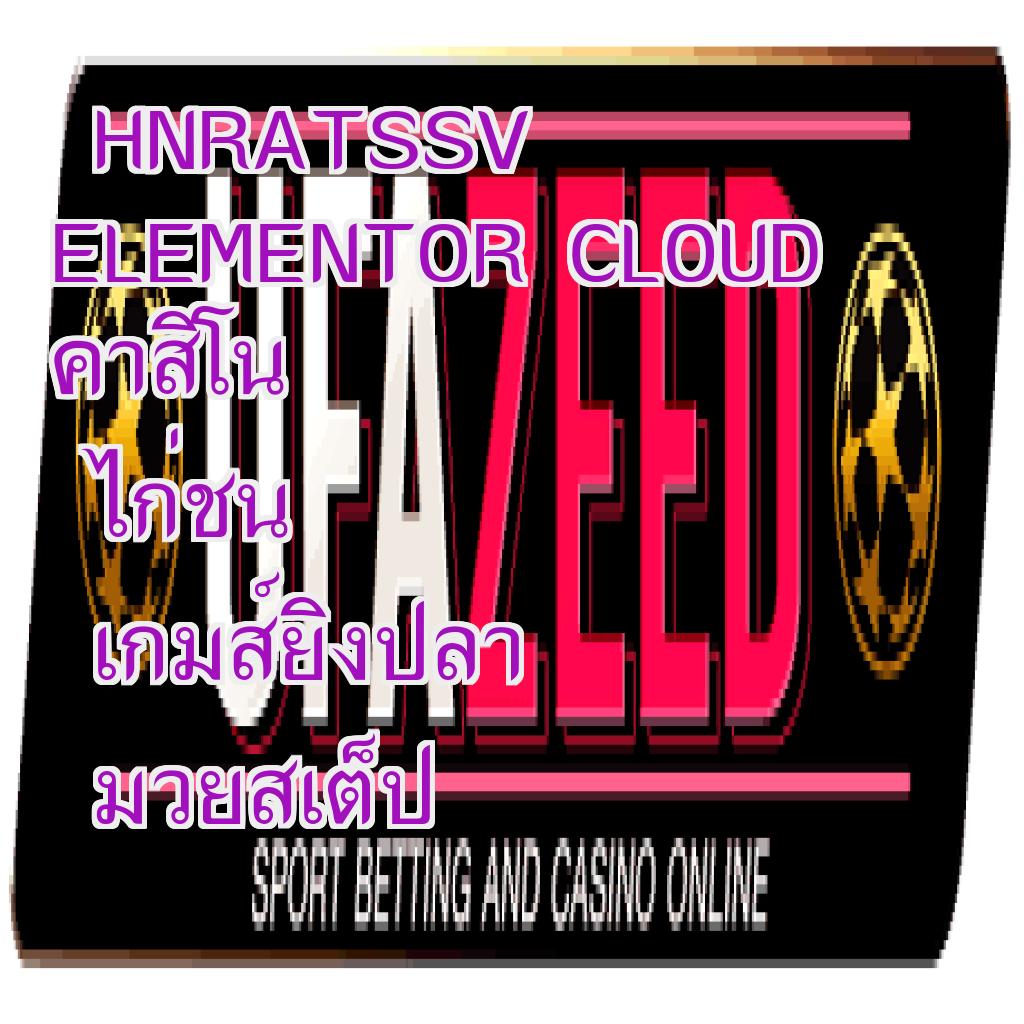 HNRATSSV
ELEMENTOR CLOUD
คาสิโน
ไก่ชน
เกมส์ยิงปลา
มวยสเต็ป
UFAZEED
SPORT BETTING AND CASINO ONLINE